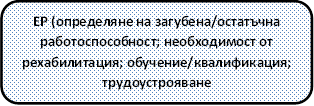 ЕР (определяне на загубена/остатъчна
работоспособност; необходимост от
рехабилитация; обучение/квалификация;
трудоустрояване